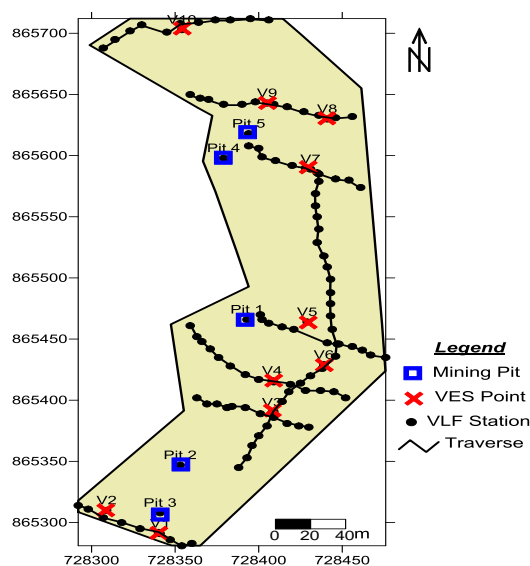 865700
865650
865600
865550
865500
865450
865400
865350
865300
728300
728350
728400
728450
V10
V9
V8
Pit 5
Pit 4
V7
Pit 1
V5
V6
V4
V3
Pit 2
V2
Pit 3
V1
0 20 40m
N
Legend
Mining Pit
VES Point
VLF Station
Traverse